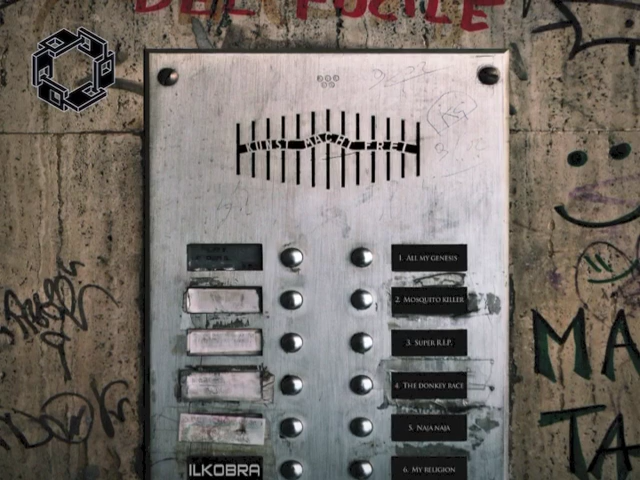 DEL FUCILE
KUNST MACHT FREI
1. ALL MY GENESIS
2. MOSQUITO KILLER
3. SUPER R.I.P.
4. THE DONKEY RACE
5. NAJA NAJA
6. MY RELIGION
ILKOBRA
MA
TA